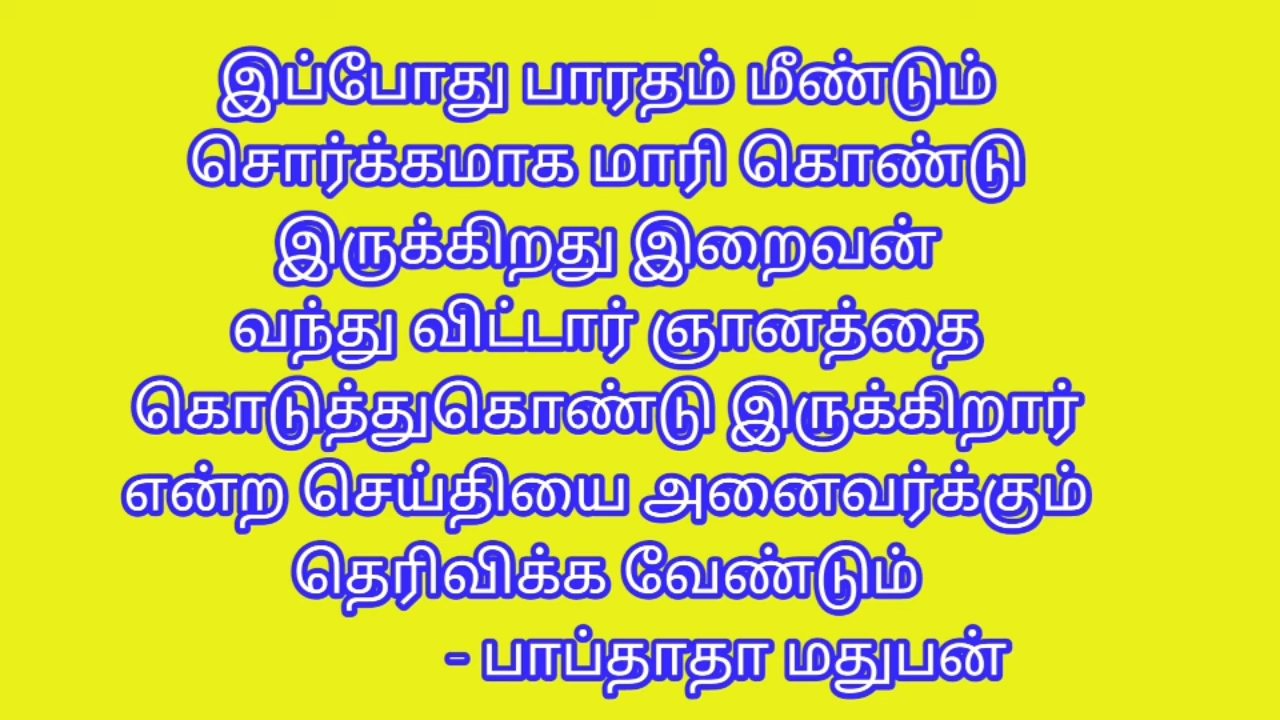 இப்போது பாரதம் மீண்டும்
சொர்க்கமாக மாரி கொண்டு
இருக்கிறது இறைவன்
வந்து விட்டார் ஞானத்தை
கொடுத்துகொண்டு இருக்கிறார்
என்ற செய்தியை அனைவர்க்கும்
தெரிவிக்க வேண்டும்
- பாப்தாதா மதுபன்